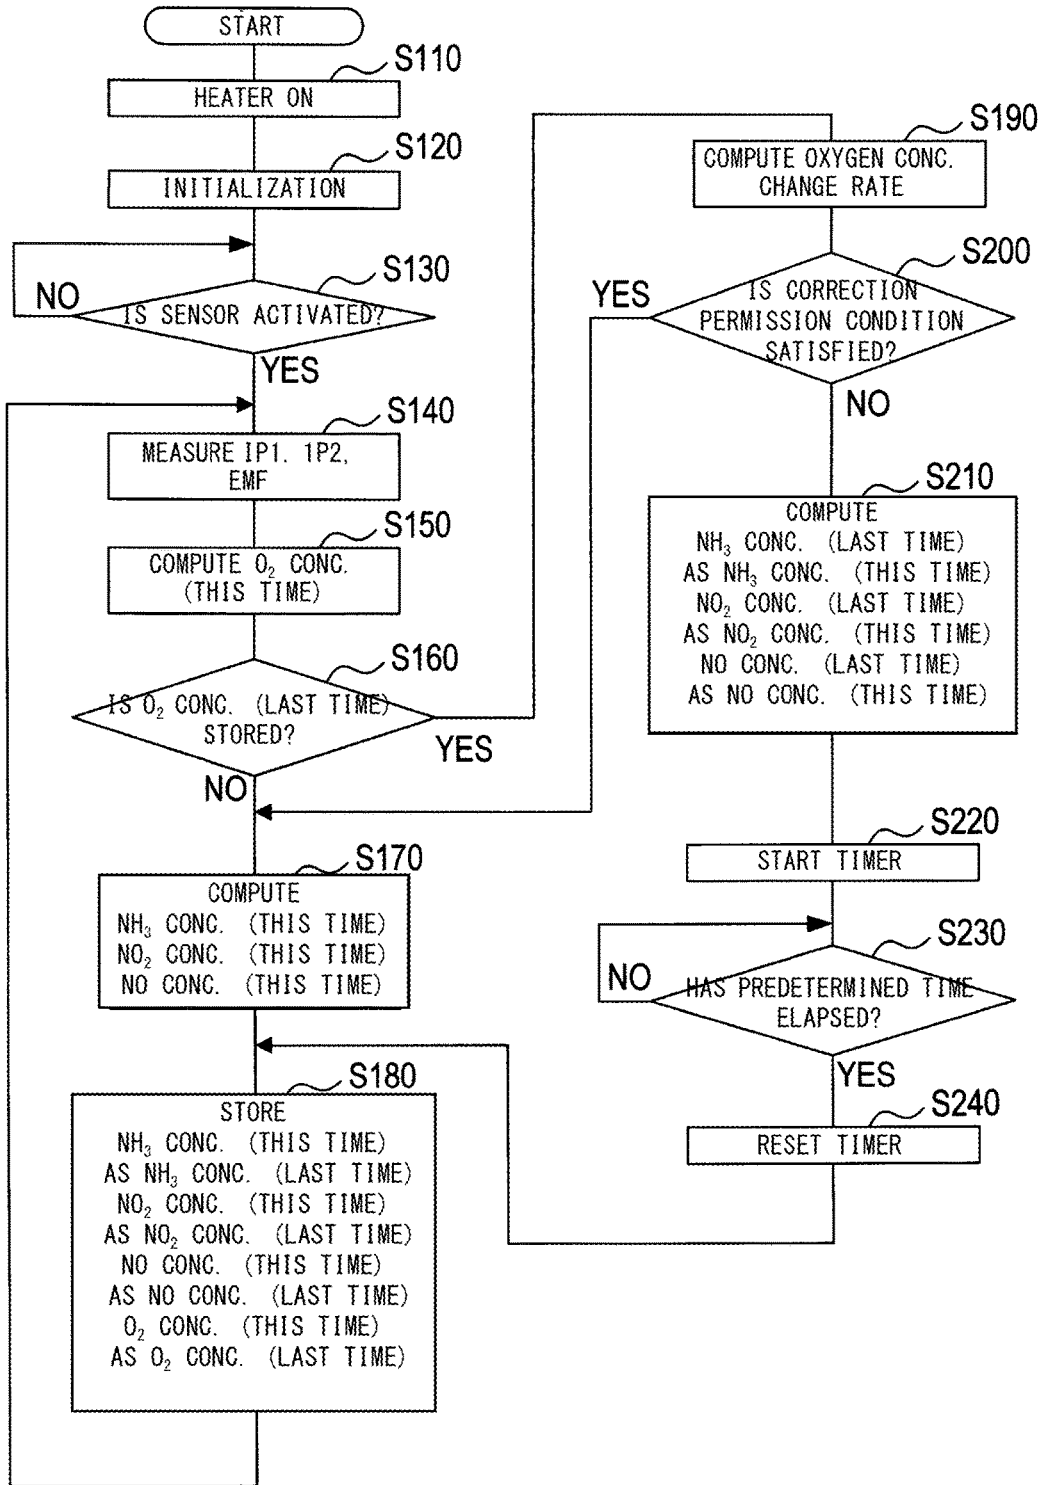 START
S110
HEATER ON
S120
INITIALIZATION
S130
NO
IS SENSOR ACTIVATED?
YES
S140
MEASURE IP1. 1P2,
EMF
S150
COMPUTE O₂ CONC.
(THIS TIME)
S160
IS O₂ CONC. (LAST TIME)
STORED?
YES
NO
S170
COMPUTE
NH₃ CONC. (THIS TIME)
NO₂ CONC. (THIS TIME)
NO CONC. (THIS TIME)
S180
STORE
NH₃ CONC. (THIS TIME)
AS NH₃ CONC. (LAST TIME)
NO₂ CONC. (THIS TIME)
AS NO₂ CONC. (LAST TIME)
NO CONC. (THIS TIME)
AS NO CONC. (LAST TIME)
O₂ CONC. (THIS TIME)
AS O₂ CONC. (LAST TIME)
S190
COMPUTE OXYGEN CONC.
CHANGE RATE
S200
YES
IS CORRECTION
PERMISSION CONDITION
SATISFIED?
NO
S210
COMPUTE
NH₃ CONC. (LAST TIME)
AS NH₃ CONC. (THIS TIME)
NO₂ CONC. (LAST TIME)
AS NO₂ CONC. (THIS TIME)
NO CONC. (LAST TIME)
AS NO CONC. (THIS TIME)
S220
START TIMER
S230
NO
HAS PREDETERMINED TIME
ELAPSED?
YES
S240
RESET TIMER